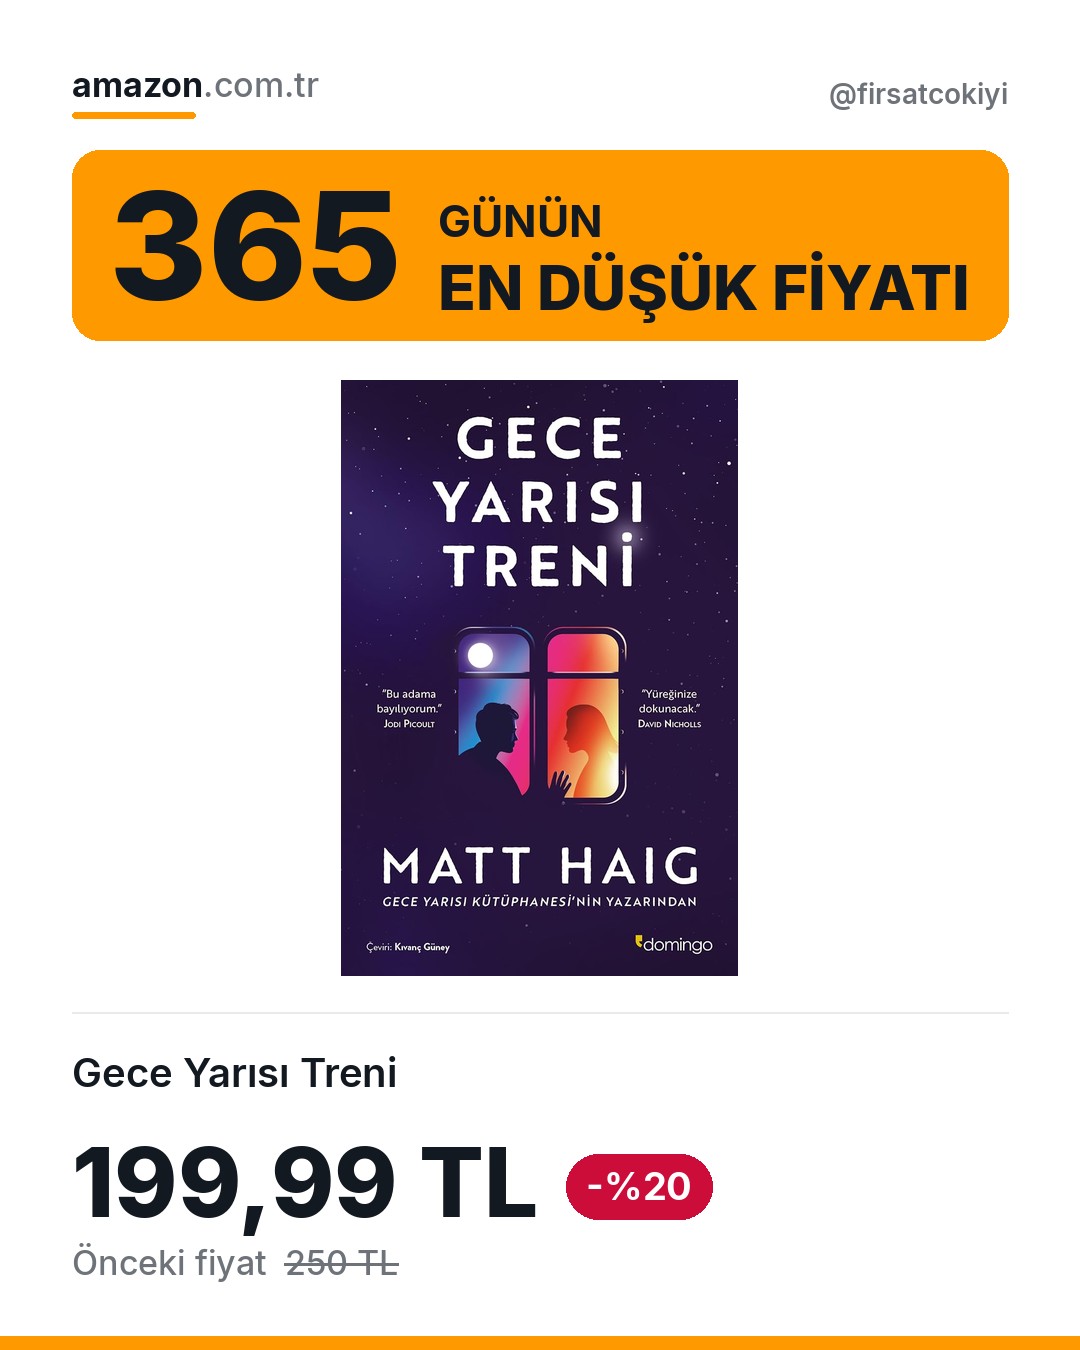 amazon.com.tr
@firsatcokiyi
365
GÜNÜN
EN DÜŞÜK FİYATI
GECE
YARISI
TRENİ
"Bu adama
bayılıyorum."
JODI PICOULT
"Yüreğinize
dokunacak."
DAVID NICHOLLS
MATT HAIG
GECE YARISI KÜTÜPHANESİ'NİN YAZARINDAN
Çeviri: Kıvanç Güney
domingo
Gece Yarısı Treni
199,99 TL
-%20
Önceki fiyat 250 TL